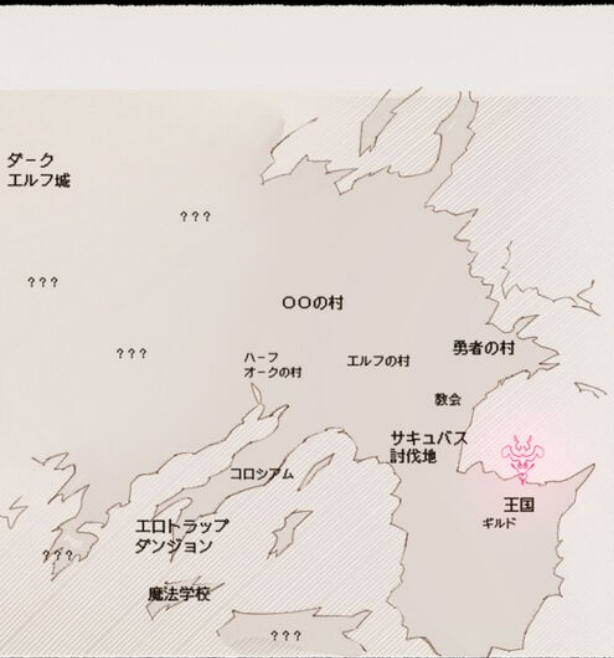 ダーク
エルフ城
???
???
〇〇の村
???
ハーフ
オークの村
エルフの村
勇者の村
教会
サキュバス
討伐地
コロシアム
王国
ギルド
エロトラップ
ダンジョン
???
魔法学校
???